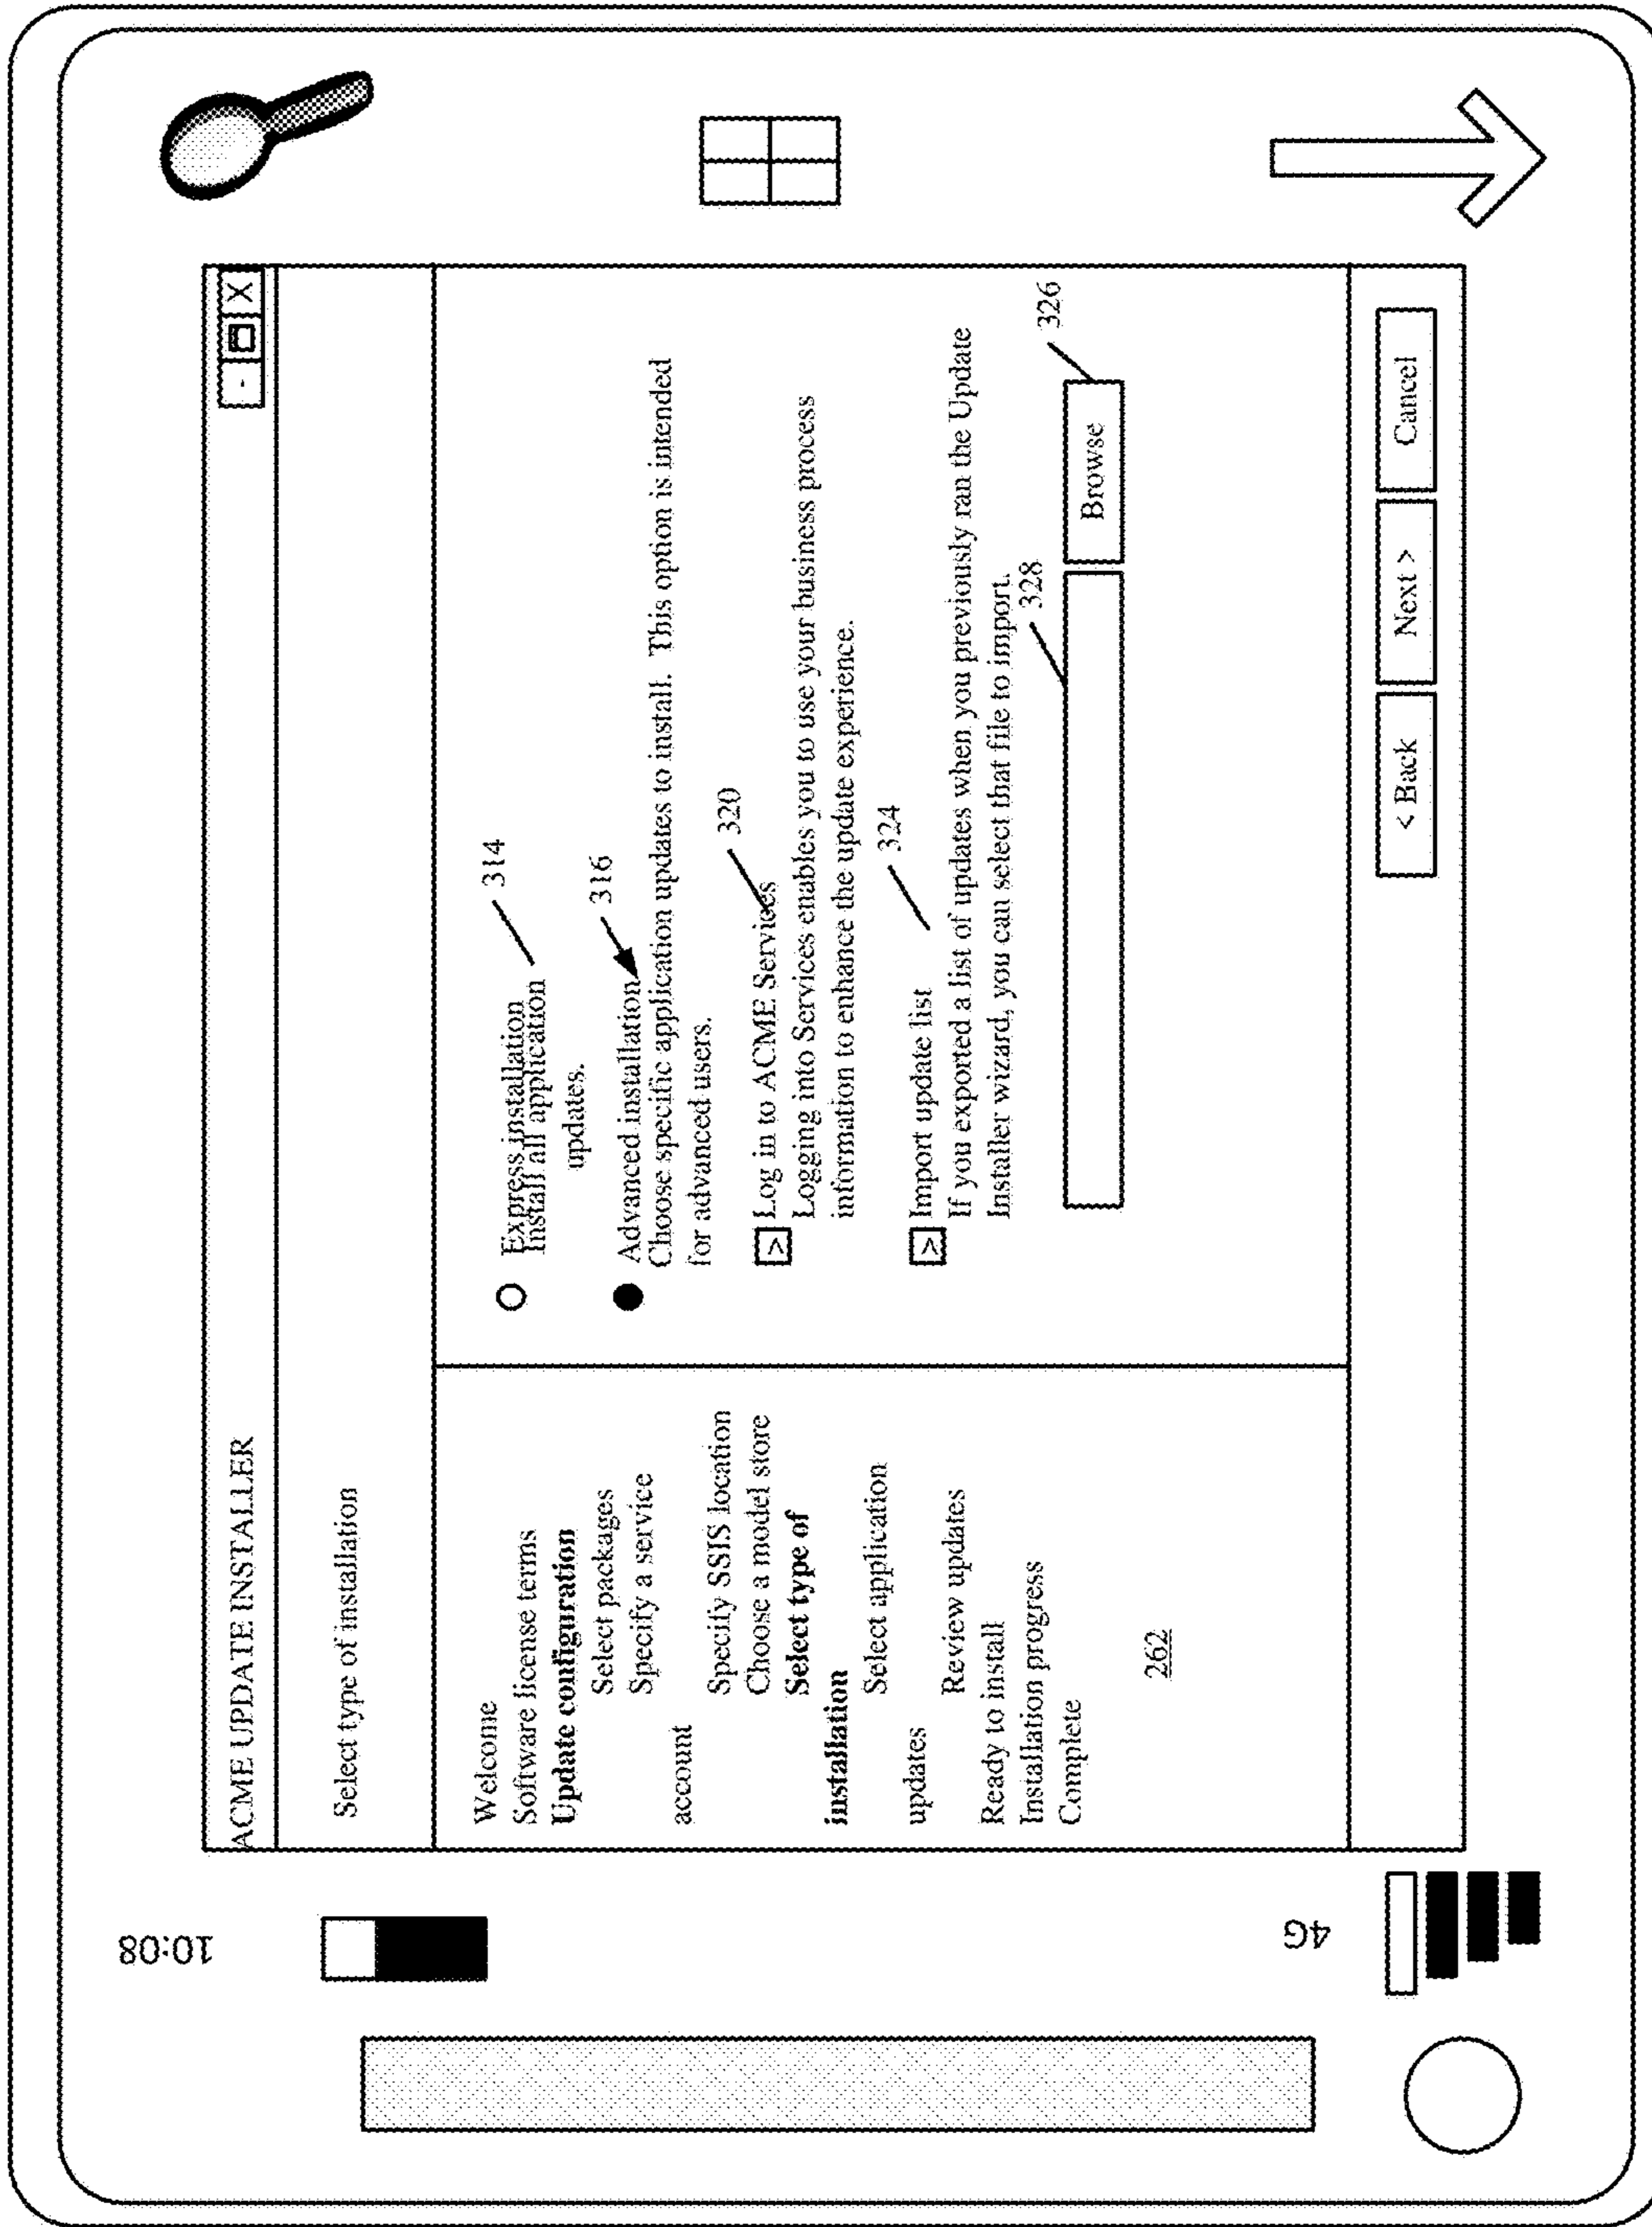 10:08
4G
ACME UPDATE INSTALLER
- X
Select type of installation
Welcome
Software license terms
Update configuration
Select packages
Specify a service
account
Specify SSIS location
Choose a model store
Select type of
installation
Select application
updates
Review updates
Ready to install
Installation progress
Complete
262
Express installation
314
Install all application
updates.
316
Advanced installation
Choose specific application updates to install. This option is intended
for advanced users.
320
> Log in to ACME Services
Logging into Services enables you to use your business process
information to enhance the update experience.
324
> Import update list
If you exported a list of updates when you previously ran the Update
Installer wizard, you can select that file to import.
328
326
Browse
< Back
Next >
Cancel